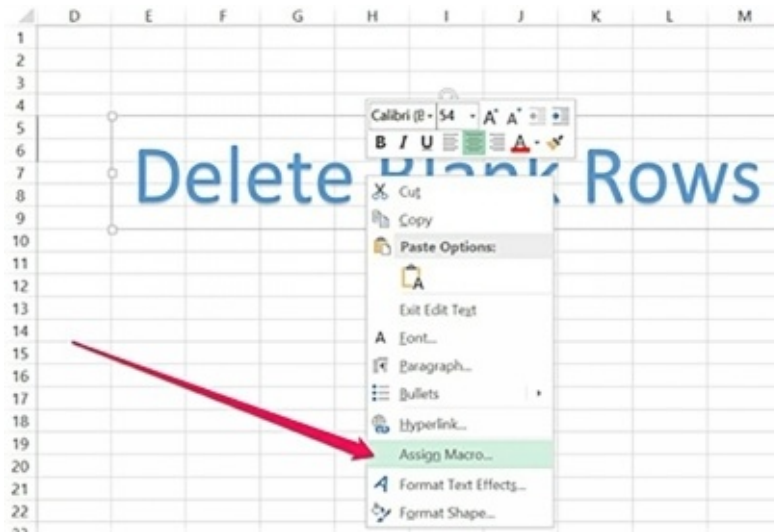 D E F G H I J K L M
1
2
3
4
Calibri (E 54 A A
5
6
B I U A
7
Delete Blank Rows
8
Cut
9
Copy
10
Paste Options:
11
12
13
Exit Edit Text
14
A Font...
15
Paragraph...
16
17
Bullets
18
Hyperlink...
19
Assign Macro...
20
21
A Format Text Effects...
22
Format Shape...